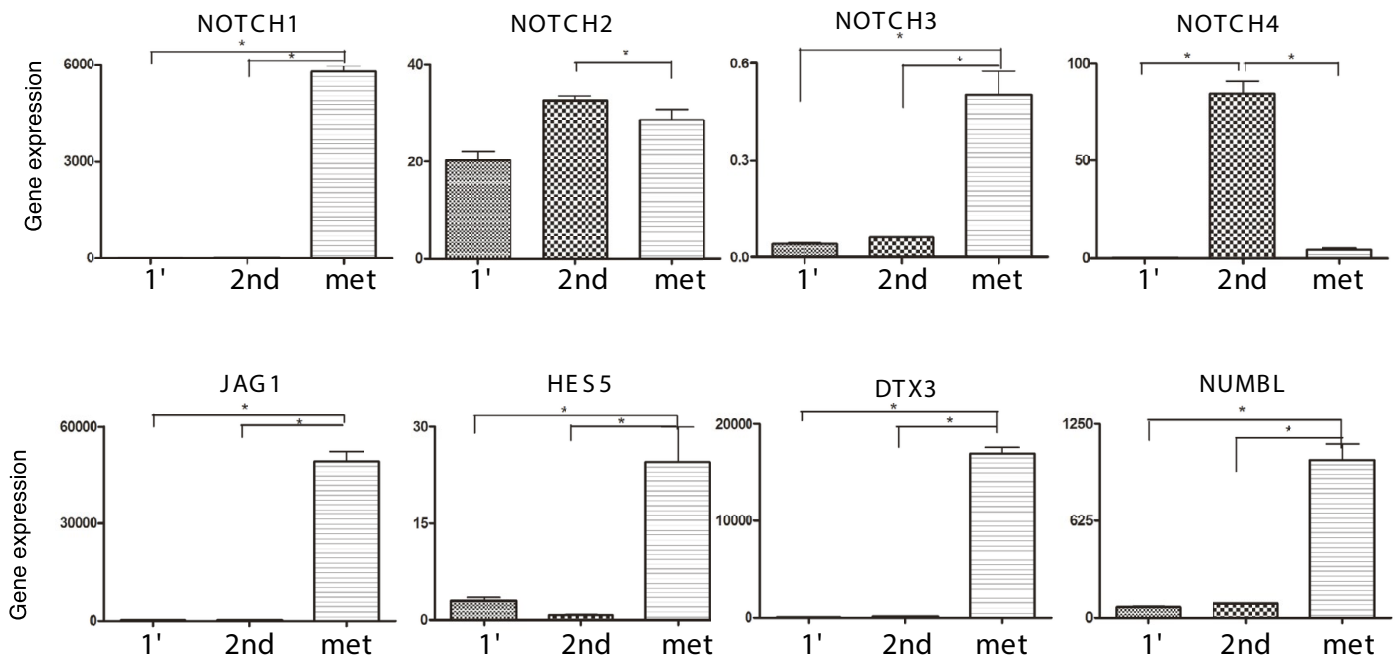 NOTCH1
NOTCH2
NOTCH3
NOTCH4
Gene expression
6000
3000
0
*
*
1' 2nd met
40
20
0
*
1' 2nd met
0.6
0.3
0.0
*
*
1' 2nd met
100
50
0
* *
1' 2nd met
JAG1
HES5
DTX3
NUMBL
Gene expression
60000
30000
0
*
*
1' 2nd met
30
15
0
*
*
1' 2nd met
20000
10000
0
*
*
1' 2nd met
1250
625
0
*
*
1' 2nd met